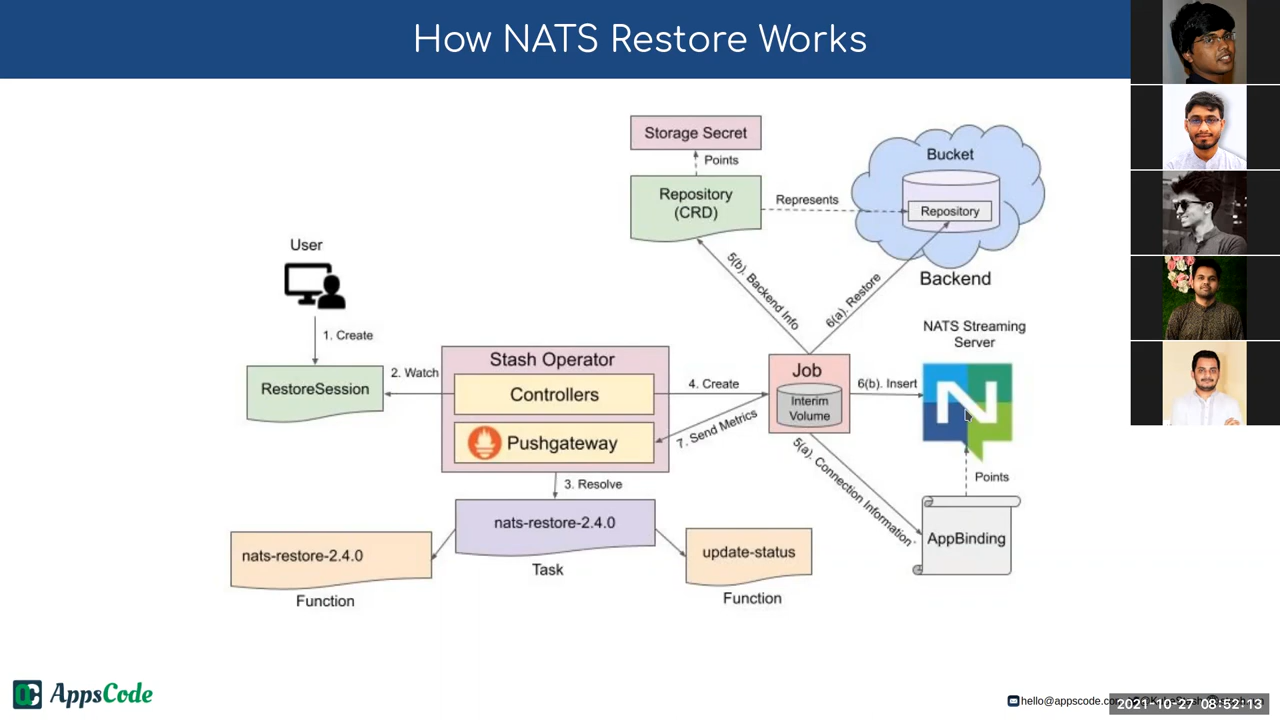 How NATS Restore Works
Storage Secret
Points
Repository
(CRD)
Represents
Bucket
Repository
Backend
User
1. Create
RestoreSession
2. Watch
Stash Operator
Controllers
Pushgateway
4. Create
7. Send Metrics
5(b). Backend Info
6(a). Restore
Job
Interim
Volume
6(b). Insert
NATS Streaming
Server
N
5(a). Connection Information
Points
AppBinding
3. Resolve
nats-restore-2.4.0
Task
nats-restore-2.4.0
Function
update-status
Function
AppsCode
hello@appscode.com
2021-10-27 08:52:13